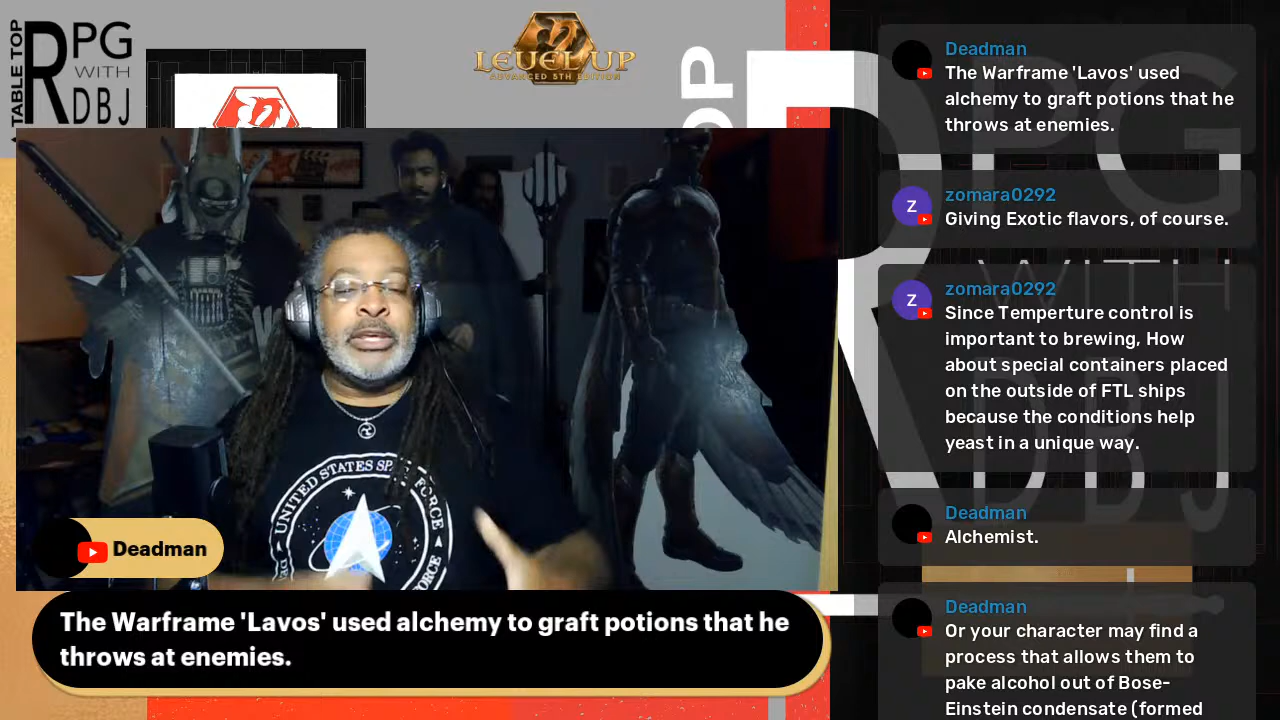 TABLE TOP
RPG
WITH
DBJ
LEVEL UP
ADVANCED 5TH EDITION
OP
RPG
WITH
DBJ
UNITED STATES SP
FORCE
Deadman
The Warframe 'Lavos' used alchemy to graft potions that he
throws at enemies.
Deadman
The Warframe 'Lavos' used
alchemy to graft potions that he
throws at enemies.
Z
zomara0292
Giving Exotic flavors, of course.
Z
zomara0292
Since Temperture control is
important to brewing, How
about special containers placed
on the outside of FTL ships
because the conditions help
yeast in a unique way.
Deadman
Alchemist.
Deadman
Or your character may find a
process that allows them to
pake alcohol out of Bose-
Einstein condensate (formed